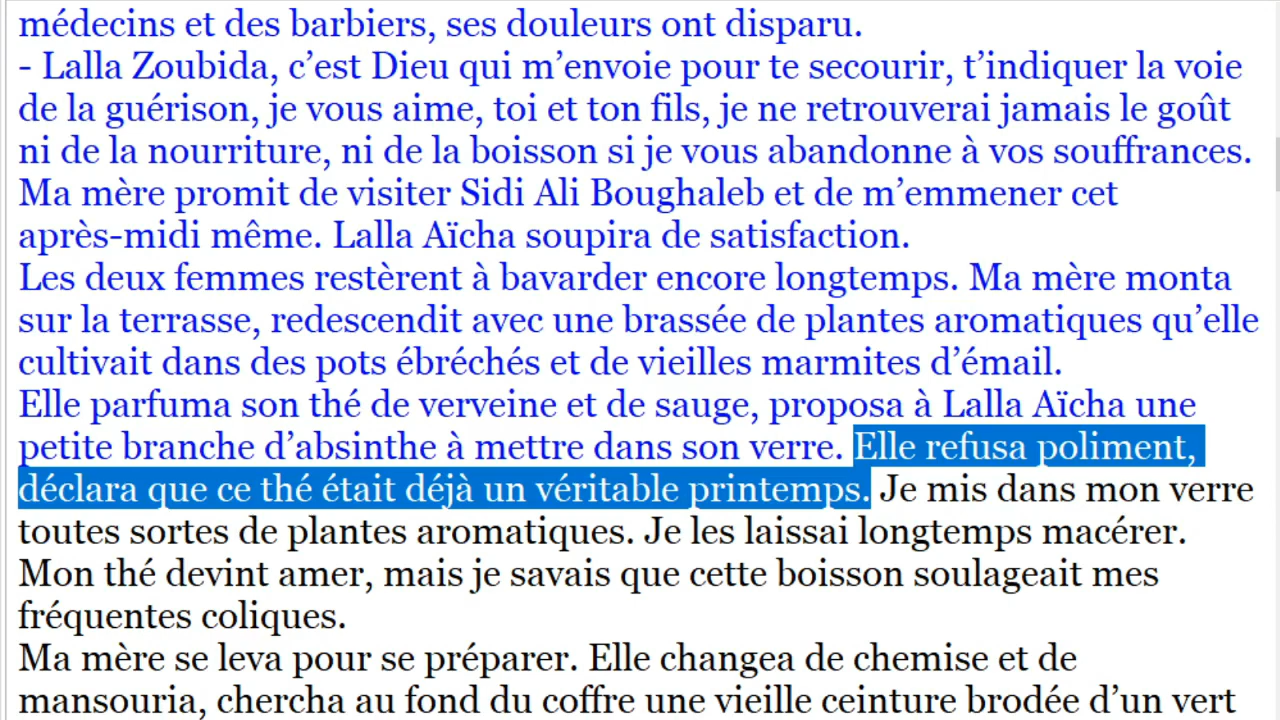 médecins et des barbiers, ses douleurs ont disparu.
- Lalla Zoubida, c’est Dieu qui m’envoie pour te secourir, t’indiquer la voie
de la guérison, je vous aime, toi et ton fils, je ne retrouverai jamais le goût
ni de la nourriture, ni de la boisson si je vous abandonne à vos souffrances.
Ma mère promit de visiter Sidi Ali Boughaleb et de m’emmener cet
après-midi même. Lalla Aïcha soupira de satisfaction.
Les deux femmes restèrent à bavarder encore longtemps. Ma mère monta
sur la terrasse, redescendit avec une brassée de plantes aromatiques qu’elle
cultivait dans des pots ébréchés et de vieilles marmites d’émail.
Elle parfuma son thé de verveine et de sauge, proposa à Lalla Aïcha une
petite branche d’absinthe à mettre dans son verre. Elle refusa poliment,
déclara que ce thé était déjà un véritable printemps. Je mis dans mon verre
toutes sortes de plantes aromatiques. Je les laissai longtemps macérer.
Mon thé devint amer, mais je savais que cette boisson soulageait mes
fréquentes coliques.
Ma mère se leva pour se préparer. Elle changea de chemise et de
mansouria, chercha au fond du coffre une vieille ceinture brodée d’un vert